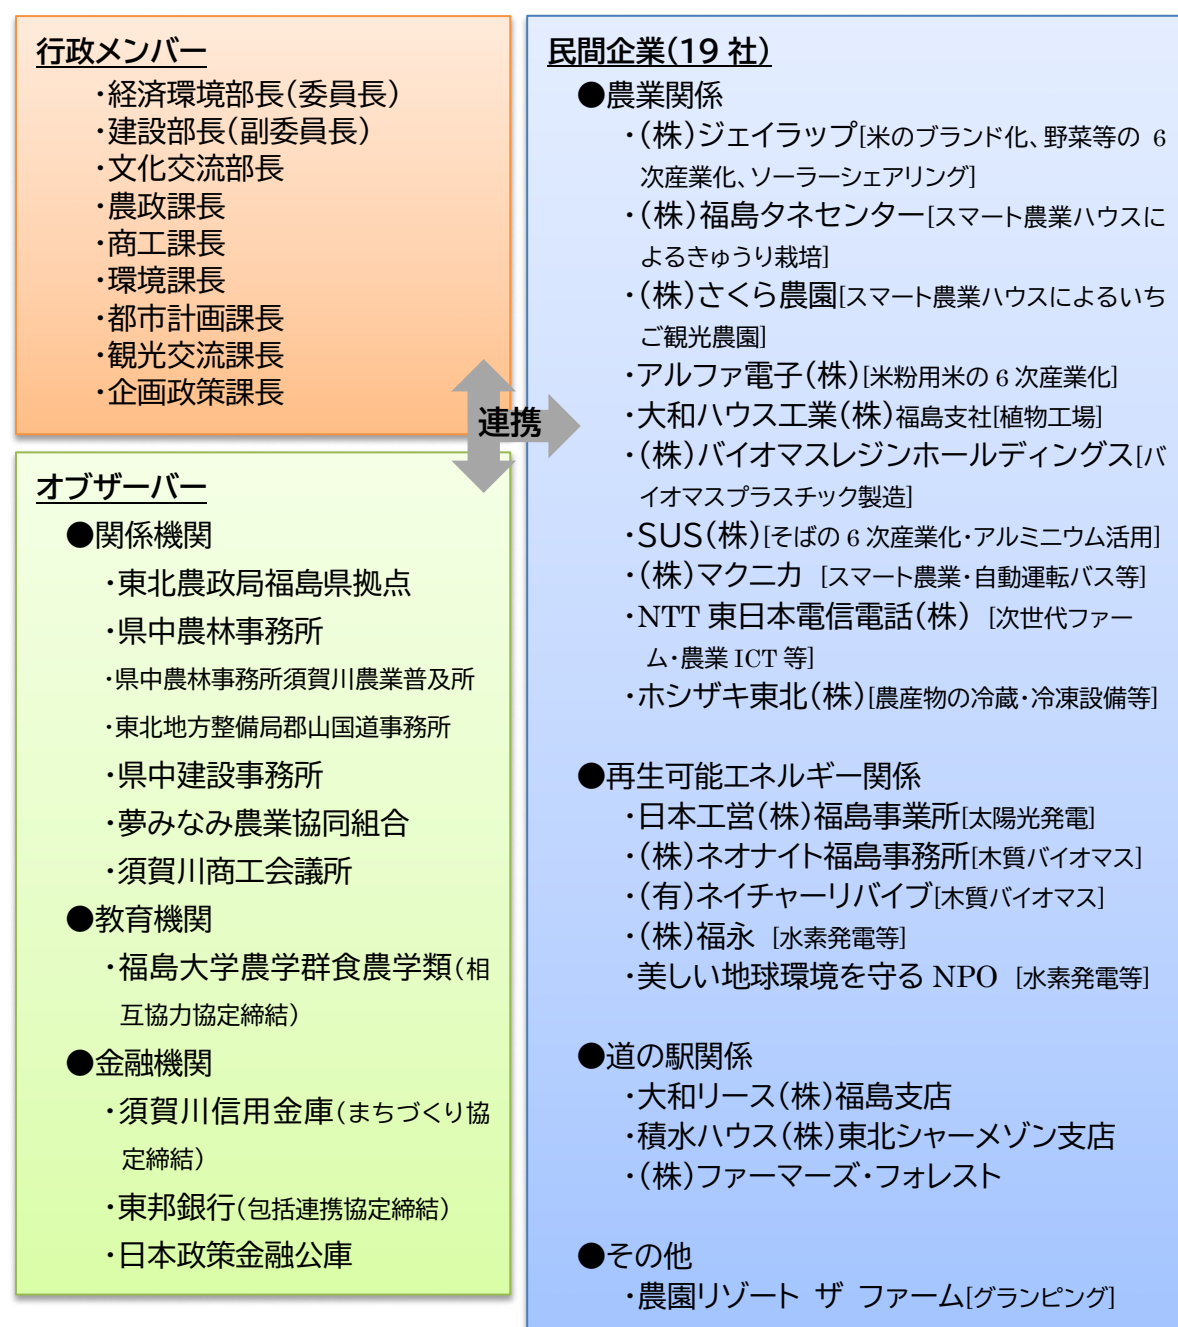 行政メンバー
・経済環境部長（委員長）
・建設部長（副委員長）
・文化交流部長
・農政課長
・商工課長
・環境課長
・都市計画課長
・観光交流課長
・企画政策課長
連携
オブザーバー
●関係機関
・東北農政局福島県拠点
・県中農林事務所
・県中農林事務所須賀川農業普及所
・東北地方整備局郡山国道事務所
・県中建設事務所
・夢みなみ農業協同組合
・須賀川商工会議所
●教育機関
・福島大学農学群食農学類（相
互協力協定締結）
●金融機関
・須賀川信用金庫（まちづくり協
定締結）
・東邦銀行（包括連携協定締結）
・日本政策金融公庫
民間企業（19 社）
●農業関係
・（株）ジェイラップ[米のブランド化、野菜等の 6
次産業化、ソーラーシェアリング]
・（株）福島タネセンター[スマート農業ハウスに
よるきゅうり栽培]
・（株）さくら農園[スマート農業ハウスによるいち
ご観光農園]
・アルファ電子（株）[米粉用米の 6 次産業化]
・大和ハウス工業（株）福島支社[植物工場]
・（株）バイオマスレジンホールディングス[バ
イオマスプラスチック製造]
・SUS（株）[そばの 6 次産業化・アルミニウム活用]
・（株）マクニカ [スマート農業・自動運転バス等]
・NTT 東日本電信電話（株） [次世代ファー
ム・農業 ICT 等]
・ホシザキ東北（株）[農産物の冷蔵・冷凍設備等]
●再生可能エネルギー関係
・日本工営（株）福島事業所[太陽光発電]
・（株）ネオナイト福島事務所[木質バイオマス]
・（有）ネイチャーリバイブ[木質バイオマス]
・（株）福永 [水素発電等]
・美しい地球環境を守る NPO [水素発電等]
●道の駅関係
・大和リース（株）福島支店
・積水ハウス（株）東北シャーメゾン支店
・（株）ファーマーズ・フォレスト
●その他
・農園リゾート ザ ファーム[グランピング]